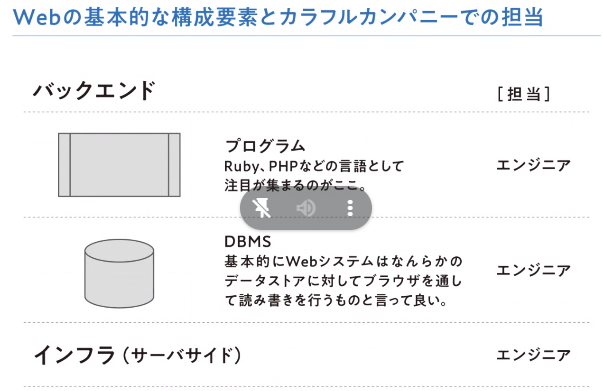 Webの基本的な構成要素とカラフルカンパニーでの担当
バックエンド
[担当]
プログラム
Ruby、PHPなどの言語として
注目が集まるのがここ。
エンジニア
DBMS
基本的にWebシステムはなんらかの
データストアに対してブラウザを通し
て読み書きを行うものと言って良い。
エンジニア
インフラ（サーバサイド）
エンジニア